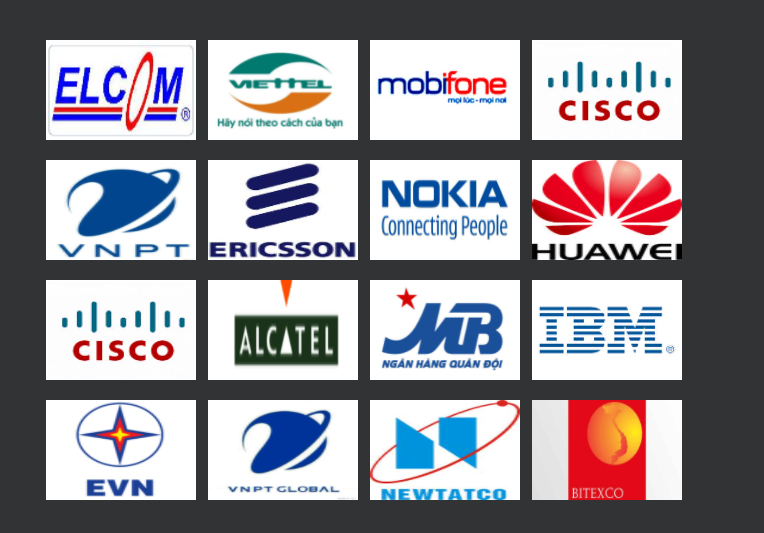 ELCOM
®
VIETTEL
Hãy nói theo cách của bạn
mobifone
mọi lúc - mọi nơi
CISCO
VNPT
ERICSSON
NOKIA
Connecting People
HUAWEI
CISCO
ALCATEL
MB
NGÂN HÀNG QUÂN ĐỘI
IBM®
EVN
VNPT GLOBAL
NEWTATCO
BITEXCO